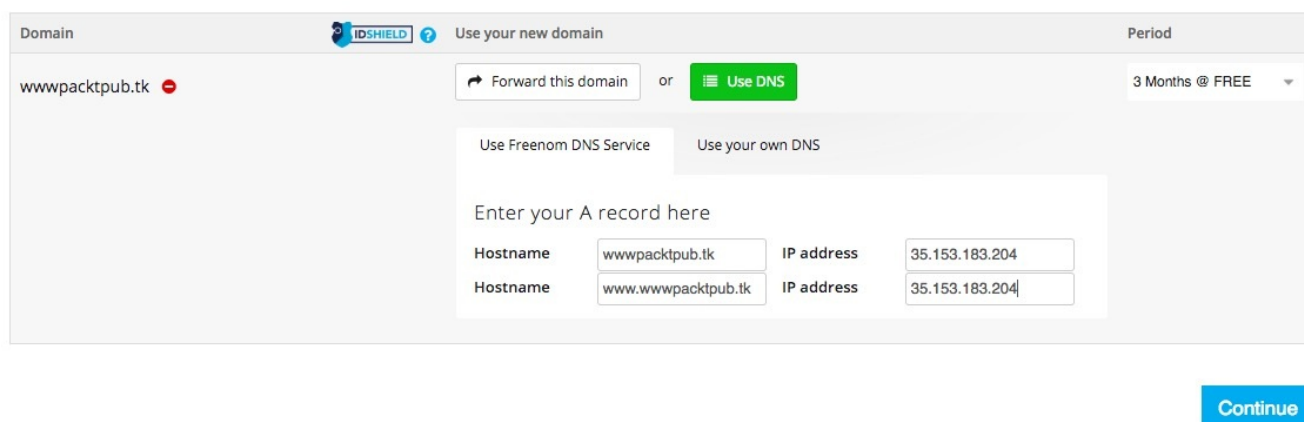 Domain IDSHIELD ? Use your new domain Period
wwwpacktpub.tk Forward this domain or Use DNS 3 Months @ FREE
Use Freenom DNS Service Use your own DNS
Enter your A record here
Hostname wwwpacktpub.tk IP address 35.153.183.204
Hostname www.wwwpacktpub.tk IP address 35.153.183.204
Continue